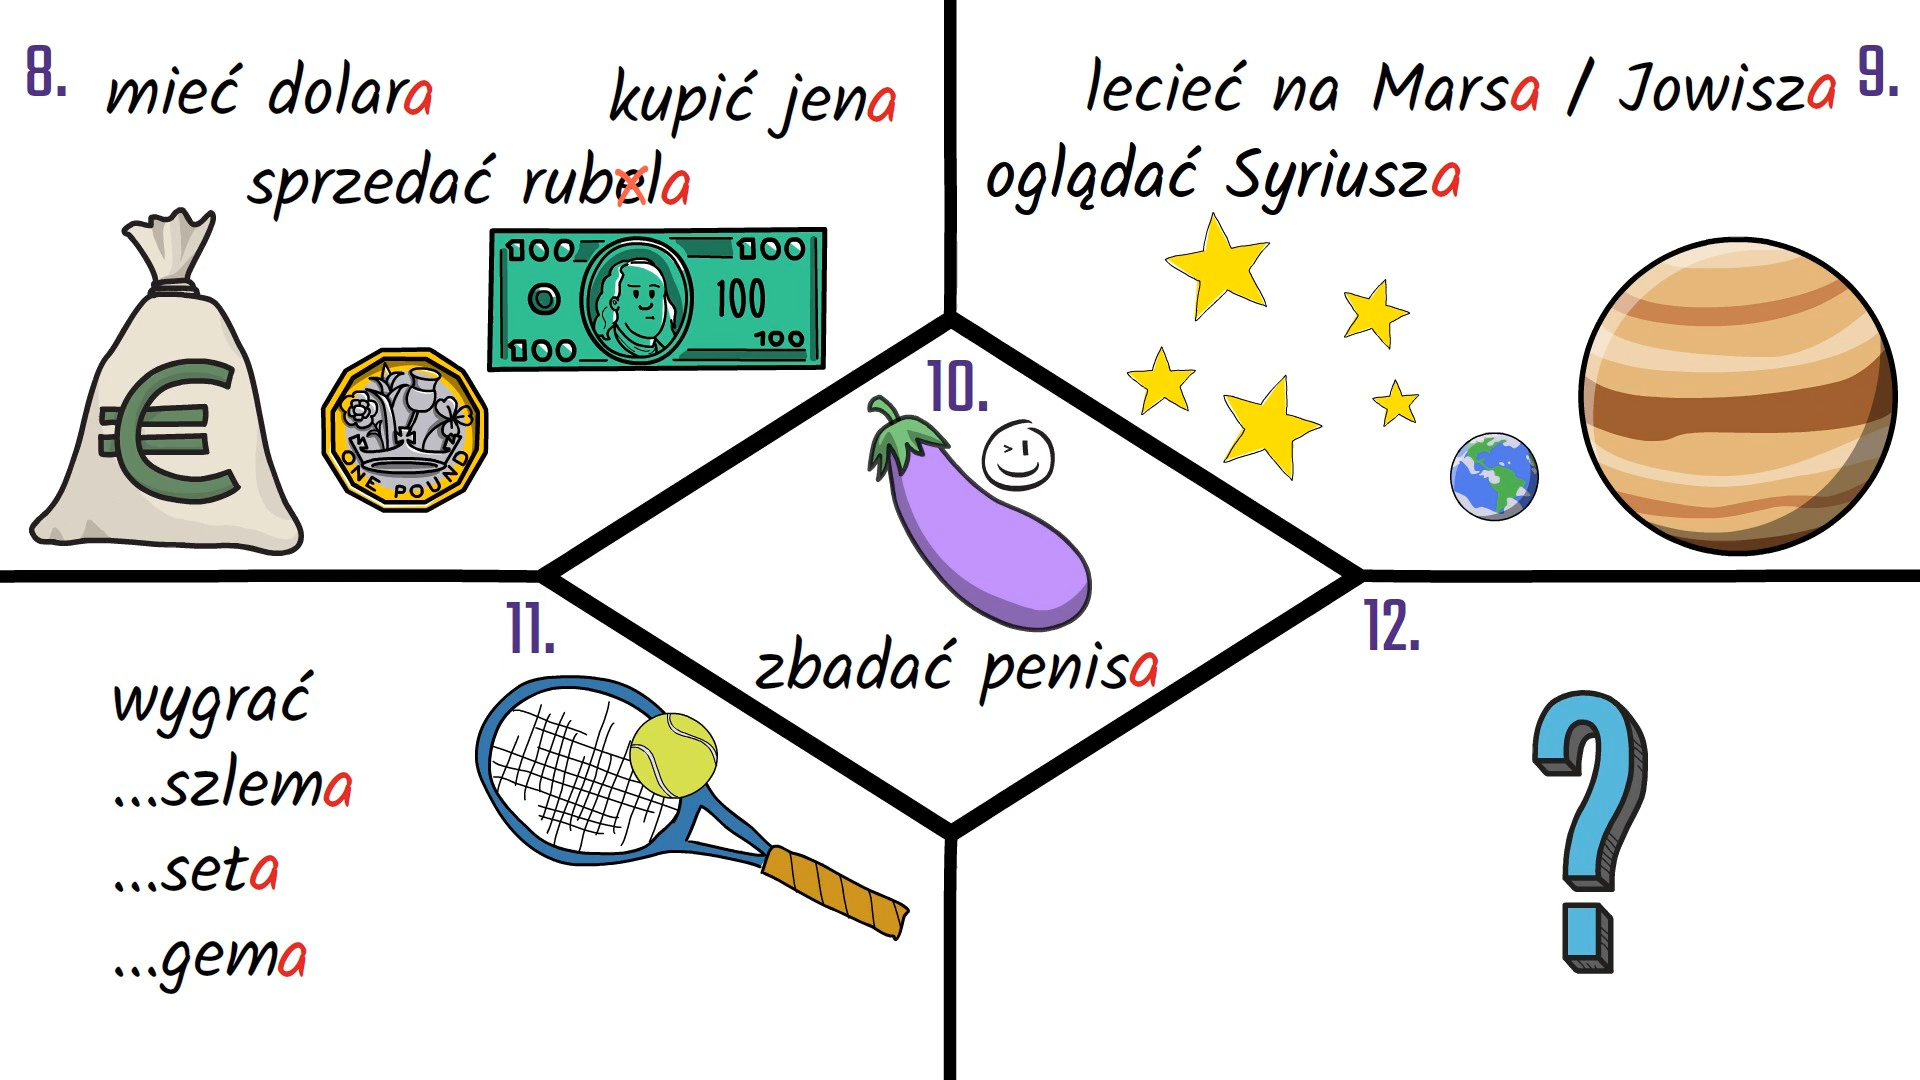 8.
mieć dolara
kupić jena
sprzedać rubela
100 100
100
100 100
ONE POUND
€
lecieć na Marsa / Jowisza
9.
oglądać Syriusza
10.
zbadać penisa
11.
wygrać
...szlema
...seta
...gema
12.
?